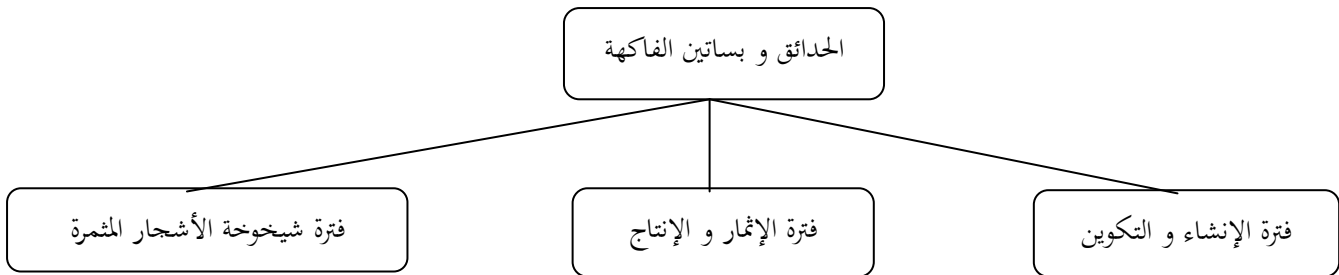 الحدائق و بساتين الفاكهة
فترة الإنشاء و التكوين
فترة الإثمار و الإنتاج
فترة شيخوخة الأشجار المثمرة